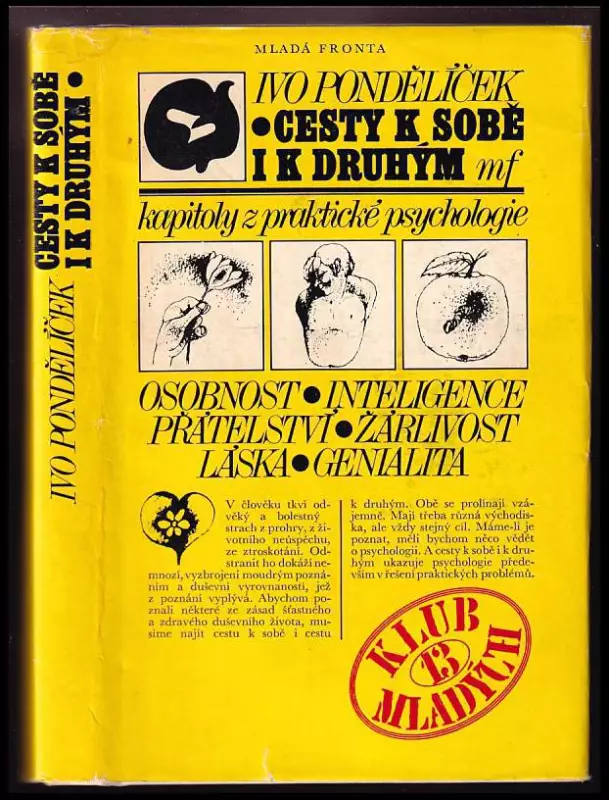 CESTY K SOBĚ
I K DRUHÝM •
IVO PONDĚLÍČEK
MLADÁ FRONTA
IVO PONDĚLÍČEK
• CESTY K SOBĚ
I K DRUHÝM mf
kapitoly z praktické psychologie
OSOBNOST • INTELIGENCE
PŘÁTELSTVÍ • ŽÁRLIVOST
LÁSKA • GENIALITA
V člověku tkví od-
věký a bolestný
strach z prohry, z ži-
votního neúspěchu,
ze ztroskotání. Od-
stranit ho dokáží ne-
mnozí, vyzbrojení moudrým pozná-
ním a duševní vyrovnaností, jež
z poznání vyplývá. Abychom po-
znali některé ze zásad šťastného
a zdravého duševního života, mu-
síme najít cestu k sobě i cestu
k druhým. Obě se prolínají vzá-
jemně. Mají třeba různá východis-
ka, ale vždy stejný cíl. Máme-li je
poznat, měli bychom něco vědět
o psychologii. A cesty k sobě i k dru-
hým ukazuje psychologie přede-
vším v řešení praktických problémů.
KLUB
13
MLADÝCH